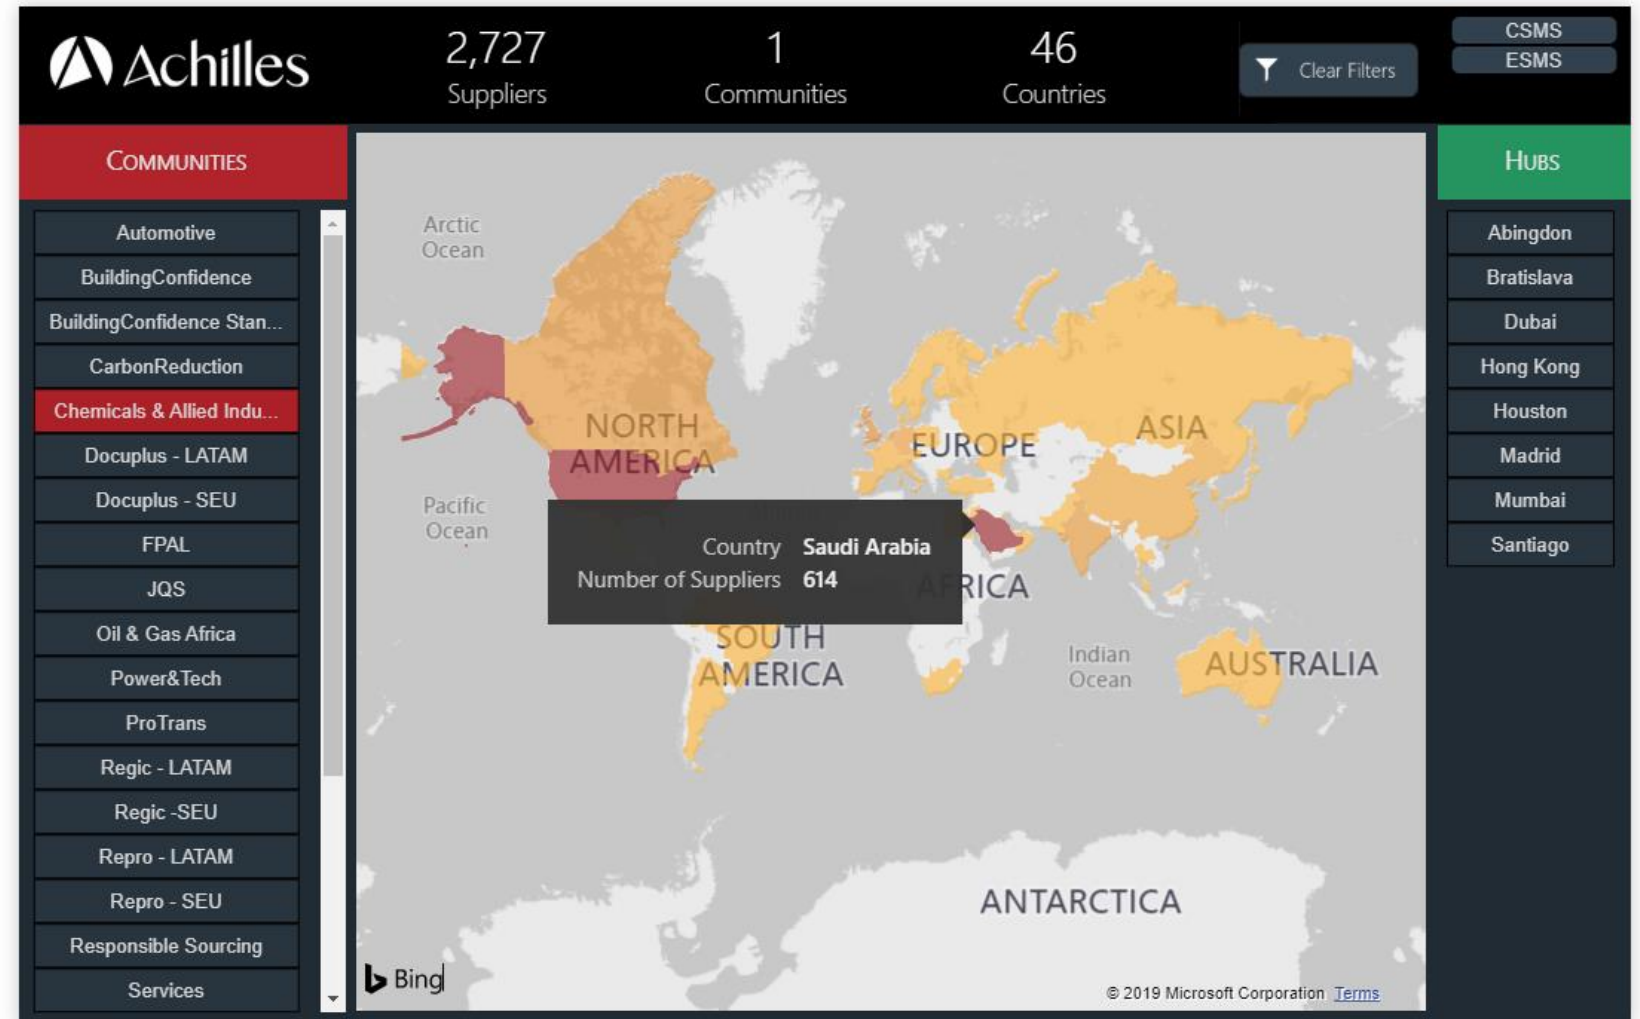 Achilles
2,727
Suppliers
1
Communities
46
Countries
Clear Filters
CSMS
ESMS
COMMUNITIES
Automotive
BuildingConfidence
BuildingConfidence Stan...
CarbonReduction
Chemicals & Allied Indu...
Docuplus - LATAM
Docuplus - SEU
FPAL
JQS
Oil & Gas Africa
Power&Tech
ProTrans
Regic - LATAM
Regic -SEU
Repro - LATAM
Repro - SEU
Responsible Sourcing
Services
Arctic
Ocean
NORTH
AMERICA
EUROPE
ASIA
Pacific
Ocean
Country Saudi Arabia
Number of Suppliers 614
AFRICA
SOUTH
AMERICA
Indian
Ocean
AUSTRALIA
ANTARCTICA
Bing
© 2019 Microsoft Corporation Terms
HUBS
Abingdon
Bratislava
Dubai
Hong Kong
Houston
Madrid
Mumbai
Santiago